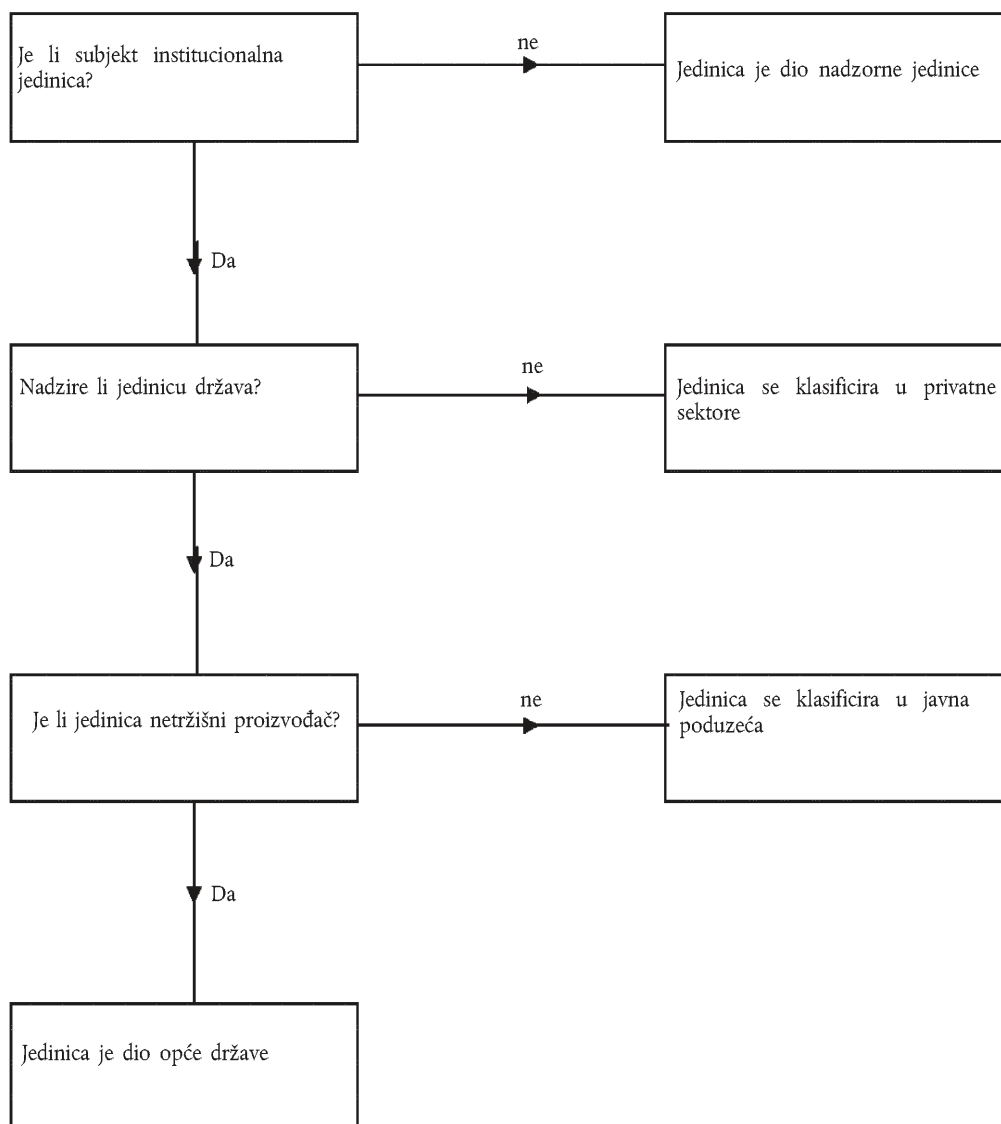 Je li subjekt institucionalna
jedinica?
ne
Jedinica je dio nadzorne jedinice
Da
Nadzire li jedinicu država?
ne
Jedinica se klasificira u privatne
sektore
Da
Je li jedinica netržišni proizvođač?
ne
Jedinica se klasificira u javna
poduzeća
Da
Jedinica je dio opće države